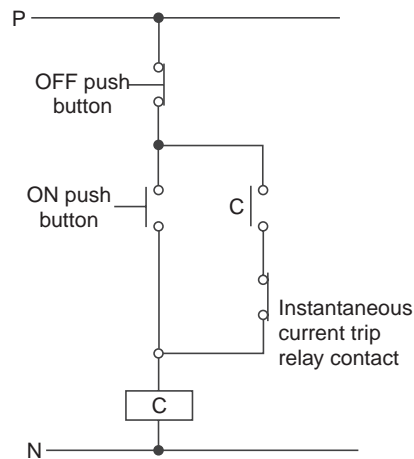 P
OFF push
button
ON push
button
C
Instantaneous
current trip
relay contact
C
N